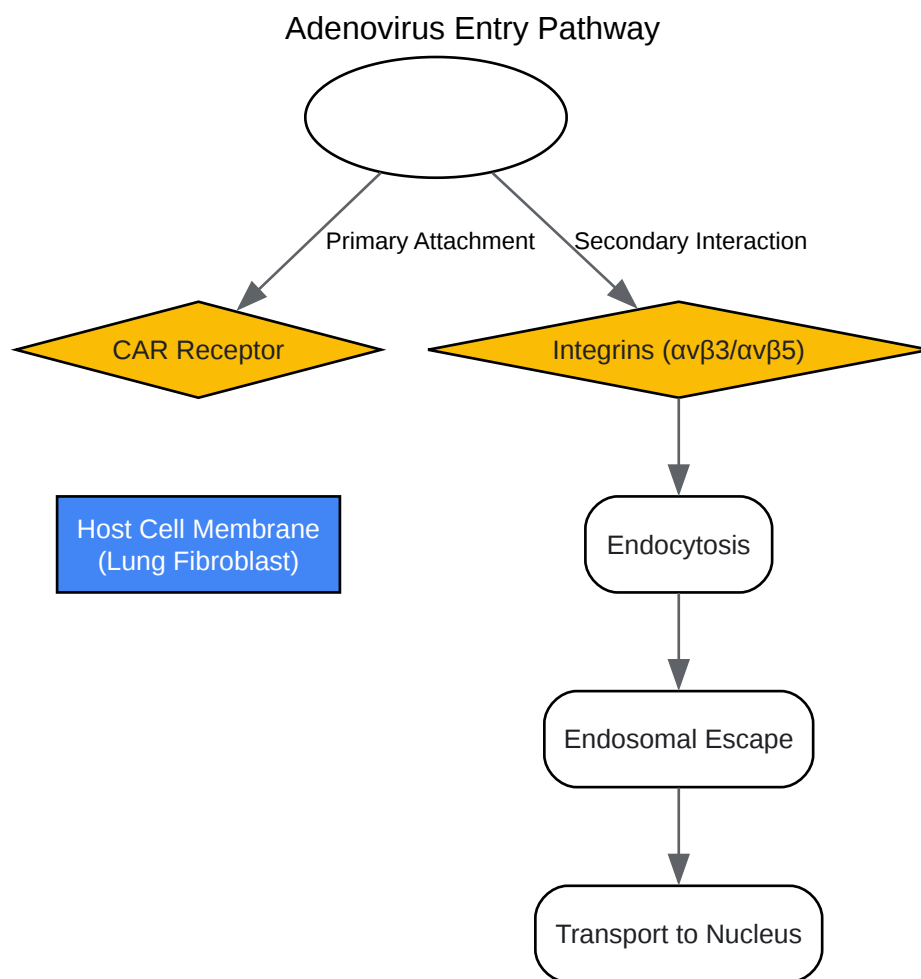 Adenovirus Entry Pathway
Primary Attachment
Secondary Interaction
CAR Receptor
Integrins (αvβ3/αvβ5)
Host Cell Membrane
(Lung Fibroblast)
Endocytosis
Endosomal Escape
Transport to Nucleus